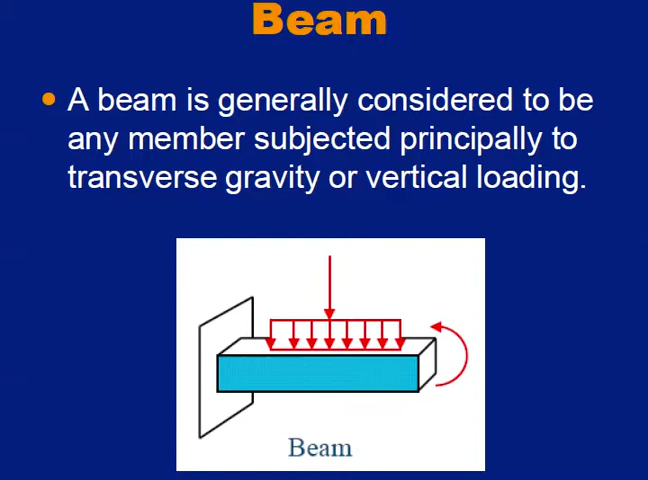 Beam
A beam is generally considered to be
any member subjected principally to
transverse gravity or vertical loading.
Beam